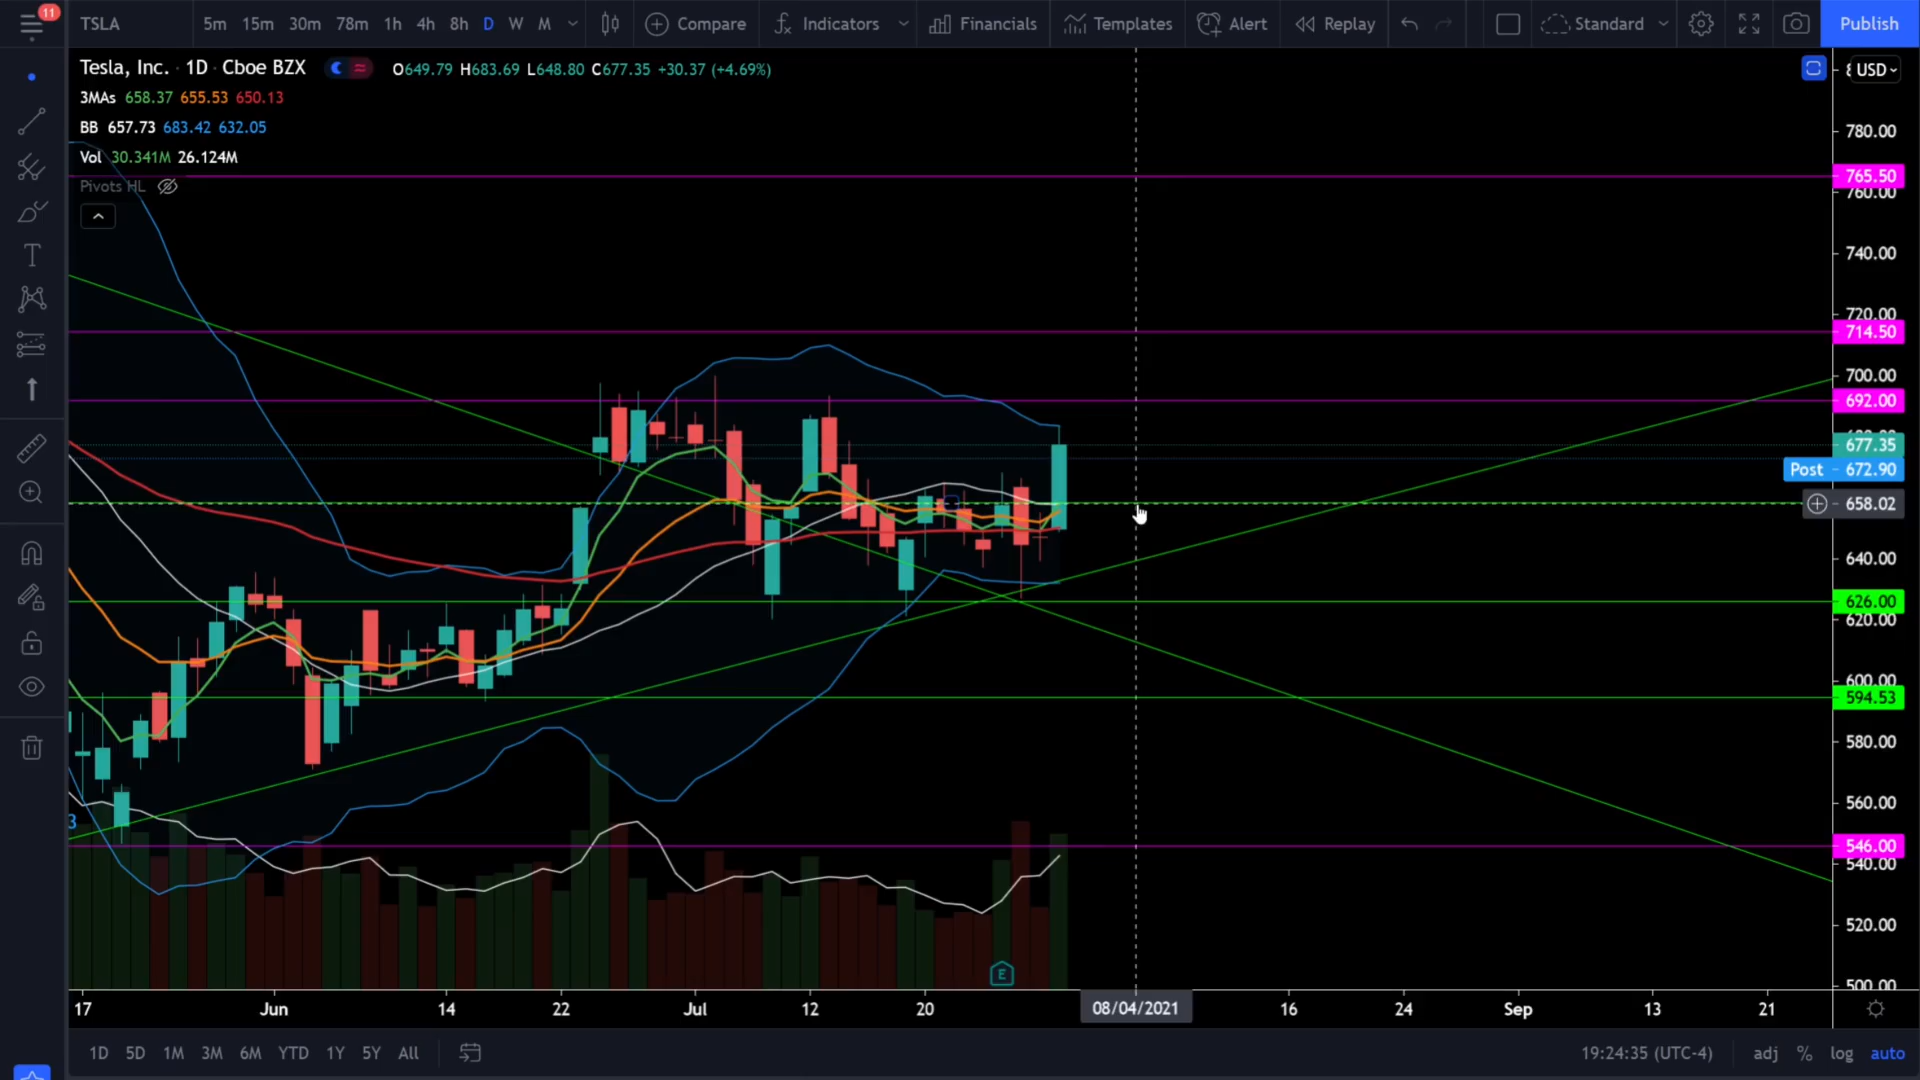 11
TSLA 5m 15m 30m 78m 1h 4h 8h D W M Compare Indicators Financials Templates Alert Replay Standard Publish
Tesla, Inc. · 1D · Cboe BZX O649.79 H683.69 L648.80 C677.35 +30.37 (+4.69%)
USD
3MAs 658.37 655.53 650.13
BB 657.73 683.42 632.05
Vol 30.341M 26.124M
Pivots HL
780.00
765.50
760.00
740.00
720.00
714.50
700.00
692.00
677.35
Post 672.90
658.02
640.00
626.00
620.00
600.00
594.53
580.00
560.00
3
546.00
540.00
520.00
E
500.00
17 Jun 14 22 Jul 12 20 08/04/2021 16 24 Sep 13 21
1D 5D 1M 3M 6M YTD 1Y 5Y All 19:24:35 (UTC-4) adj % log auto